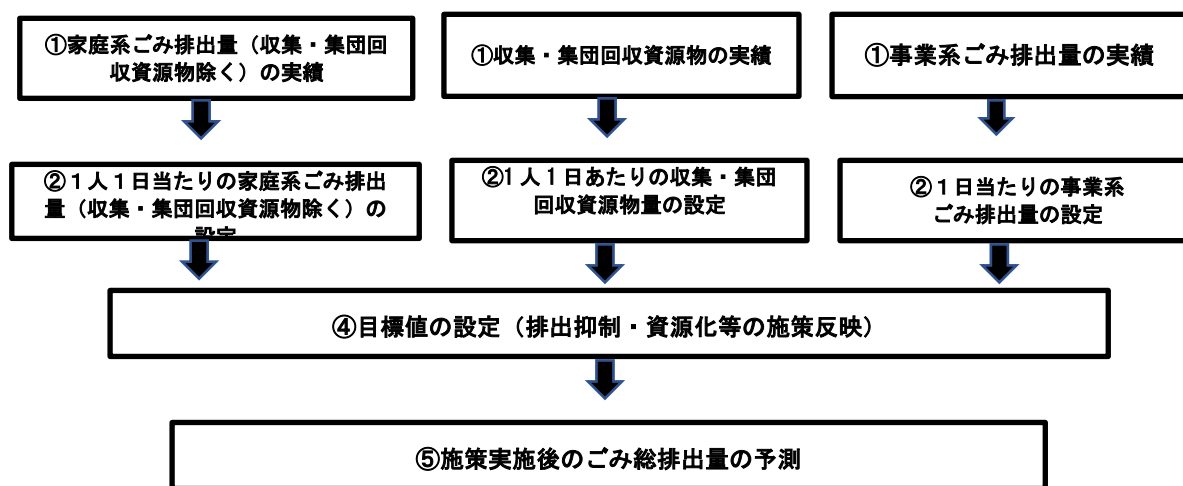 ①家庭系ごみ排出量（収集・集団回
収資源物除く）の実績
①収集・集団回収資源物の実績
①事業系ごみ排出量の実績
②１人１日当たりの家庭系ごみ排出
量（収集・集団回収資源物除く）の
設定
②1人１日あたりの収集・集団
回収資源物量の設定
②１日当たりの事業系
ごみ排出量の設定
④目標値の設定（排出抑制・資源化等の施策反映）
⑤施策実施後のごみ総排出量の予測